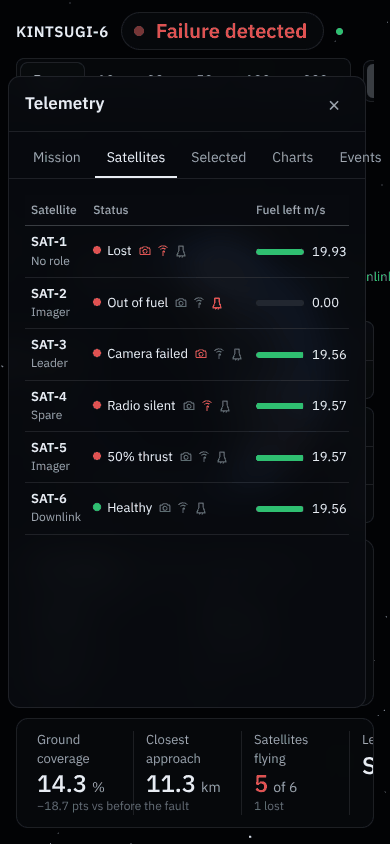 KINTSUGI-6 Failure detected
Telemetry ×
Mission Satellites Selected Charts Events
Satellite Status Fuel left m/s
SAT-1
No role
Lost
19.93
SAT-2
Imager
Out of fuel
0.00
SAT-3
Leader
Camera failed
19.56
SAT-4
Spare
Radio silent
19.57
SAT-5
Imager
50% thrust
19.57
SAT-6
Downlink
Healthy
19.56
Ground coverage
14.3 %
−18.7 pts vs before the fault
Closest approach
11.3 km
Satellites flying
5 of 6
1 lost